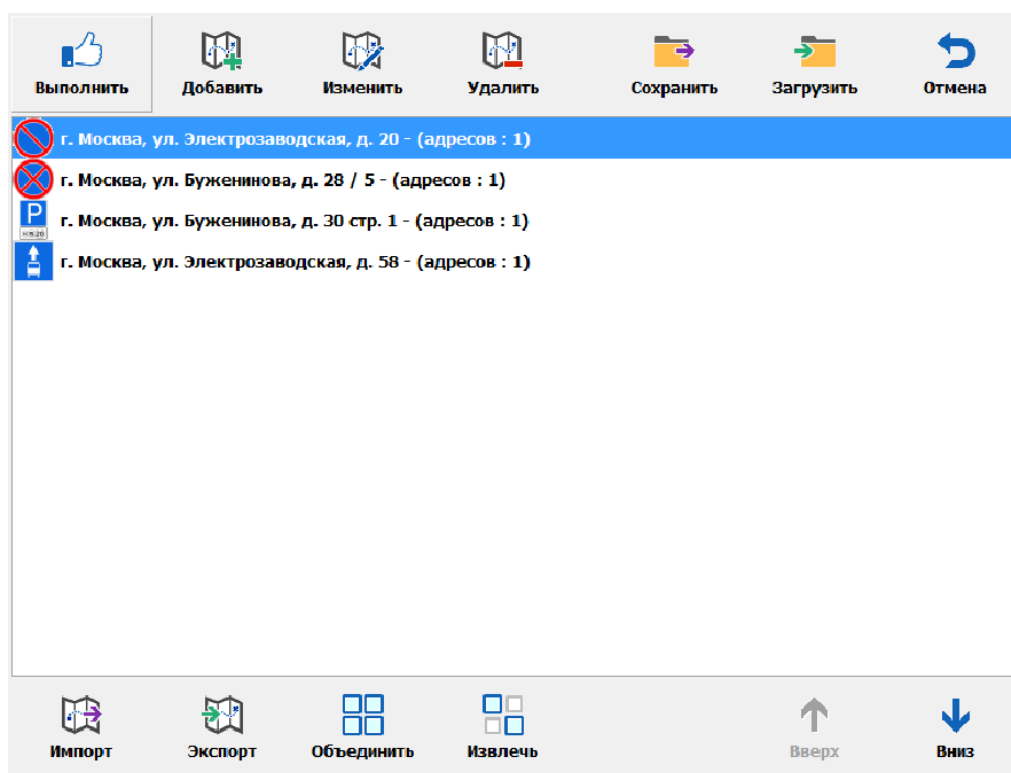 Выполнить Добавить Изменить Удалить Сохранить Загрузить Отмена
г. Москва, ул. Электрозаводская, д. 20 - (адресов : 1)
г. Москва, ул. Буженинова, д. 28 / 5 - (адресов : 1)
P
г. Москва, ул. Буженинова, д. 30 стр. 1 - (адресов : 1)
г. Москва, ул. Электрозаводская, д. 58 - (адресов : 1)
Импорт Экспорт Объединить Извлечь Вверх Вниз